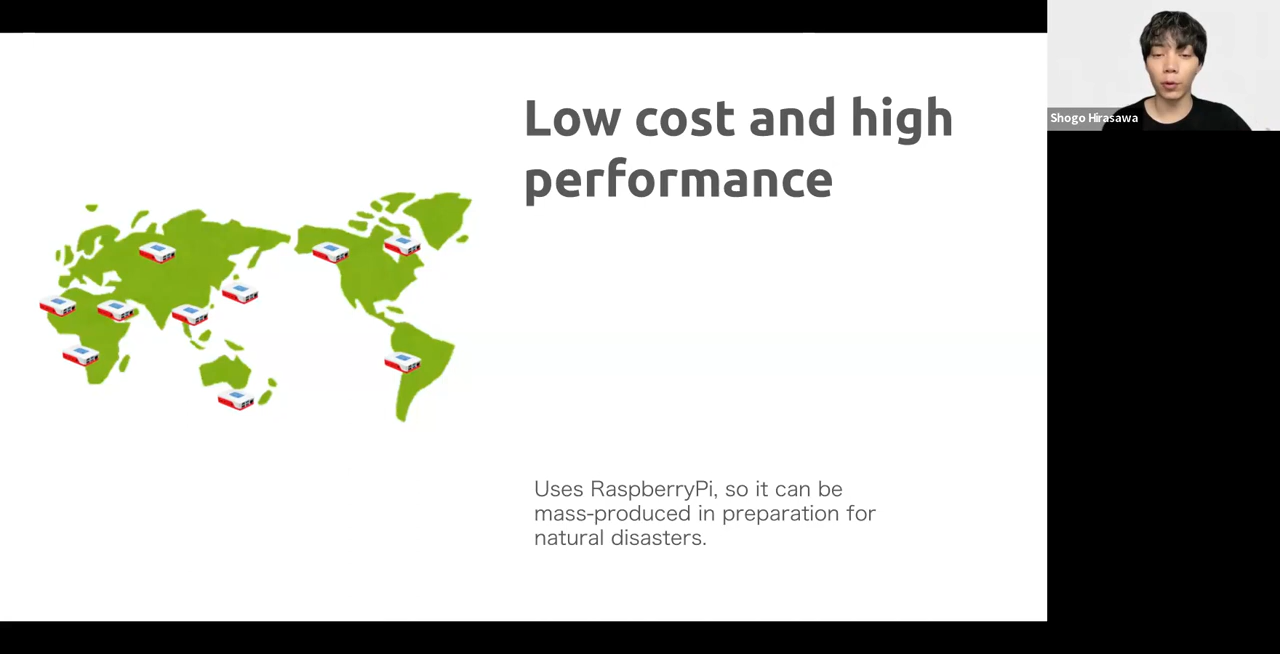 Low cost and high
performance
Shogo Hirasawa
Uses RaspberryPi, so it can be
mass-produced in preparation for
natural disasters.